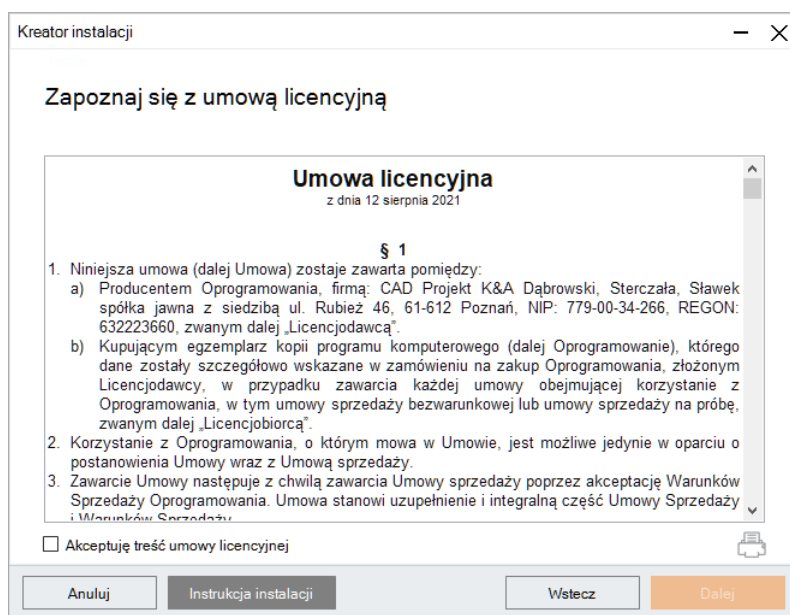 Kreator instalacji
Zapoznaj się z umową licencyjną
Umowa licencyjna
z dnia 12 sierpnia 2021
§ 1
1. Niniejsza umowa (dalej Umowa) zostaje zawarta pomiędzy:
a) Producentem Oprogramowania, firmą: CAD Projekt K&A Dąbrowski, Sterczała, Sławek
spółka jawna z siedzibą ul. Rubież 46, 61-612 Poznań, NIP: 779-00-34-266, REGON:
632223660, zwanym dalej „Licencjodawcą”.
b) Kupującym egzemplarz kopii programu komputerowego (dalej Oprogramowanie), którego
dane zostały szczegółowo wskazane w zamówieniu na zakup Oprogramowania, złożonym
Licencjodawcy, w przypadku zawarcia każdej umowy obejmującej korzystanie z
Oprogramowania, w tym umowy sprzedaży bezwarunkowej lub umowy sprzedaży na próbę,
zwanym dalej „Licencjobiorcą”.
2. Korzystanie z Oprogramowania, o którym mowa w Umowie, jest możliwe jedynie w oparciu o
postanowienia Umowy wraz z Umową sprzedaży.
3. Zawarcie Umowy następuje z chwilą zawarcia Umowy sprzedaży poprzez akceptację Warunków
Sprzedaży Oprogramowania. Umowa stanowi uzupełnienie i integralną część Umowy Sprzedaży
i Warunków Sprzedaży.
Akceptuję treść umowy licencyjnej
Anuluj
Instrukcja instalacji
Wstecz
Dalej